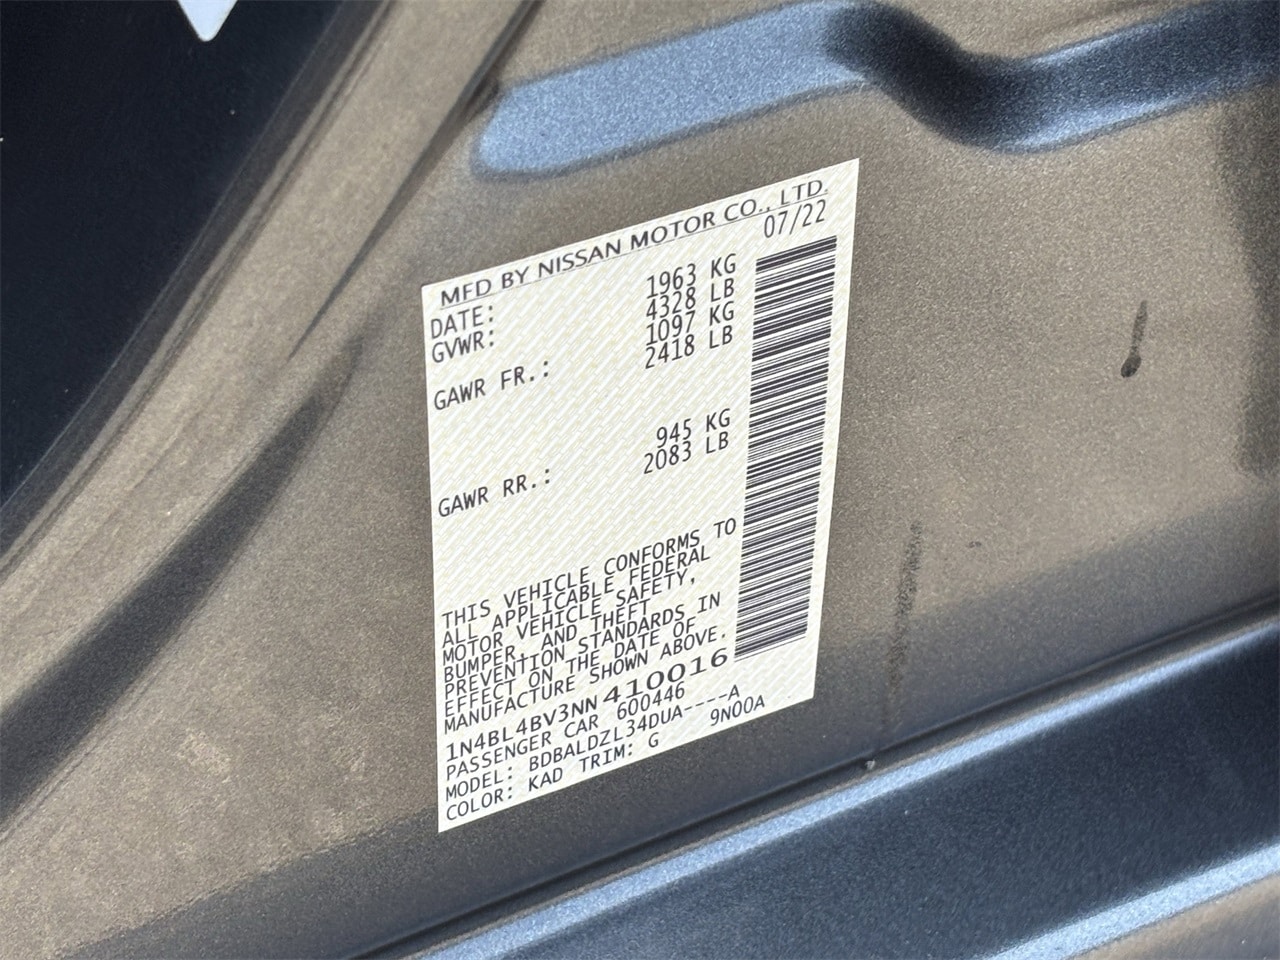 MFD BY NISSAN MOTOR CO., LTD.
DATE: 07/22
GVWR: 1963 KG
4328 LB
GAWR FR.: 1097 KG
2418 LB
GAWR RR.: 945 KG
2083 LB
THIS VEHICLE CONFORMS TO
ALL APPLICABLE FEDERAL
MOTOR VEHICLE SAFETY,
BUMPER, AND THEFT
PREVENTION STANDARDS IN
EFFECT ON THE DATE OF
MANUFACTURE SHOWN ABOVE.
1N4BL4BV3NN410016
PASSENGER CAR 600446
MODEL: BDBALDZL34DUA----A
COLOR: KAD TRIM: G 9N00A